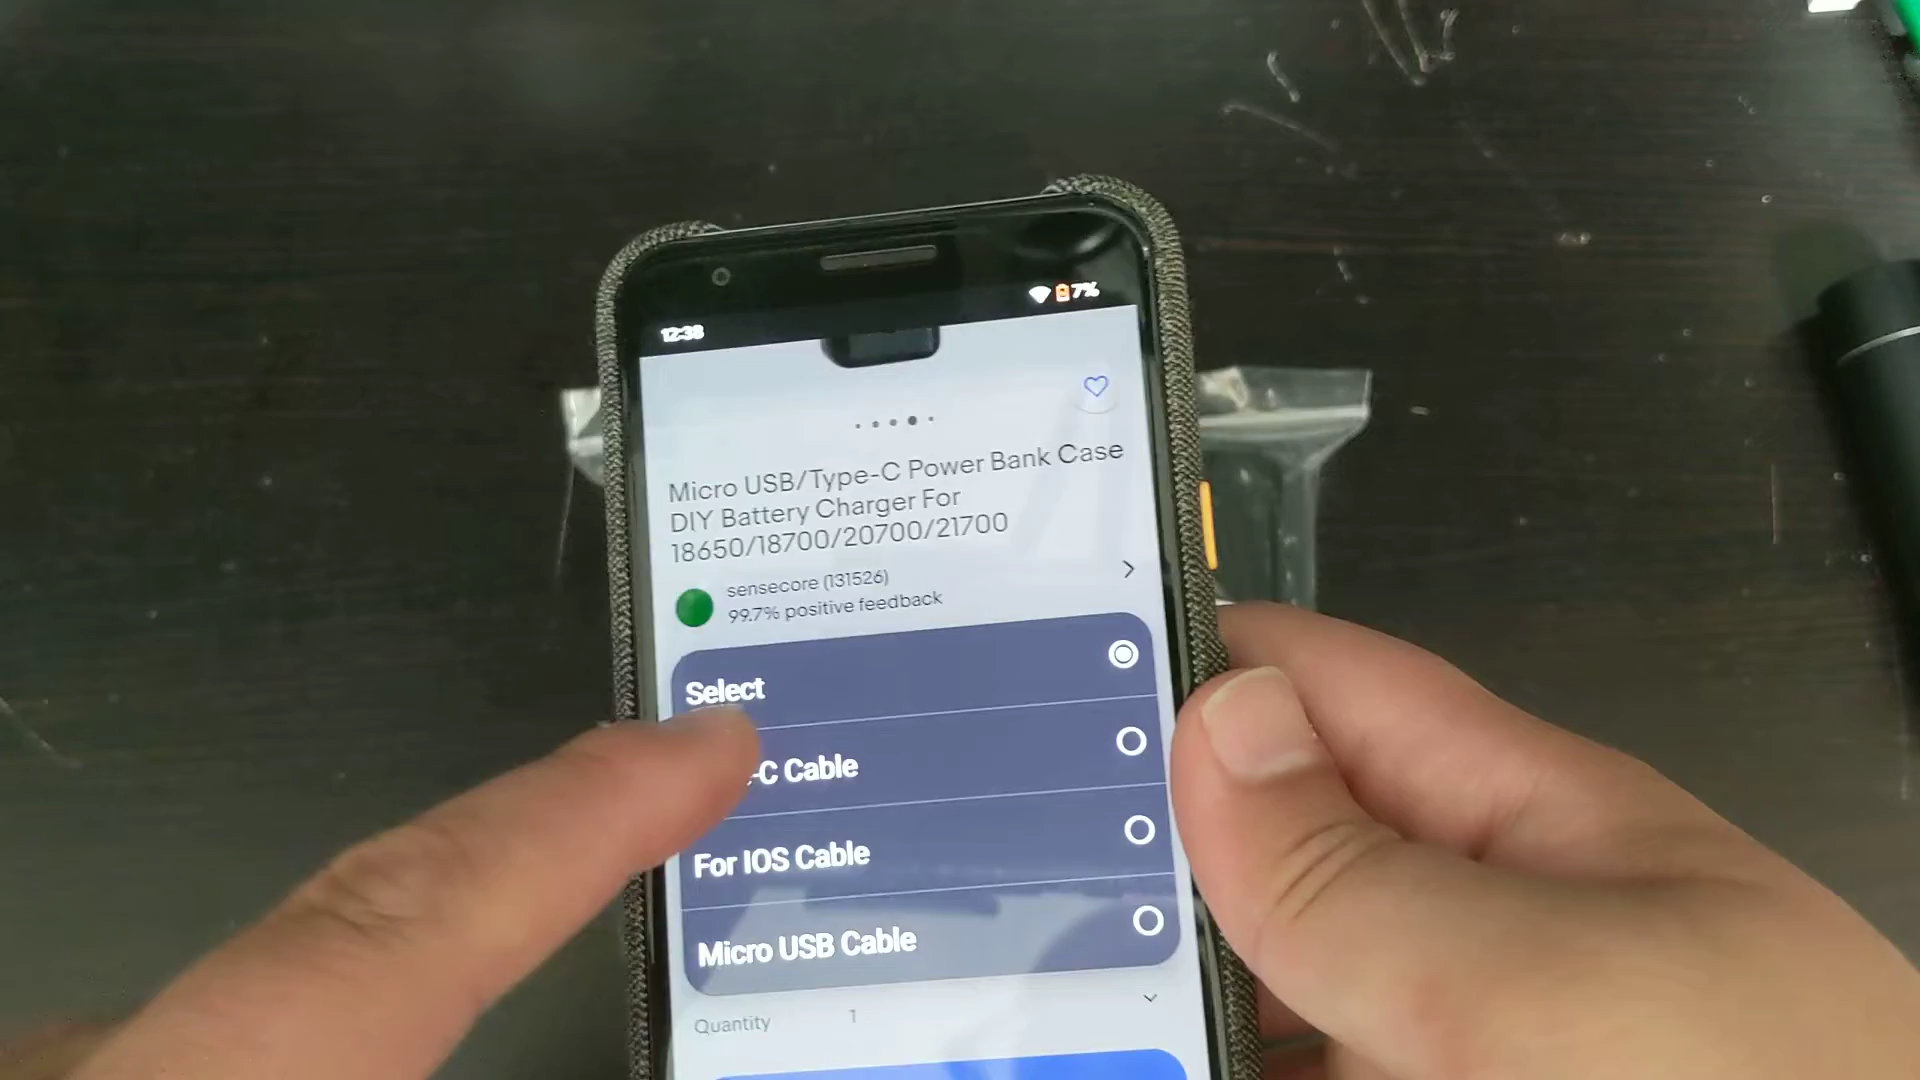 7%
12:38
Micro USB/Type-C Power Bank Case
DIY Battery Charger For
18650/18700/20700/21700
sensecore (131526)
99.7% positive feedback
Select
-C Cable
For IOS Cable
Micro USB Cable
Quantity 1